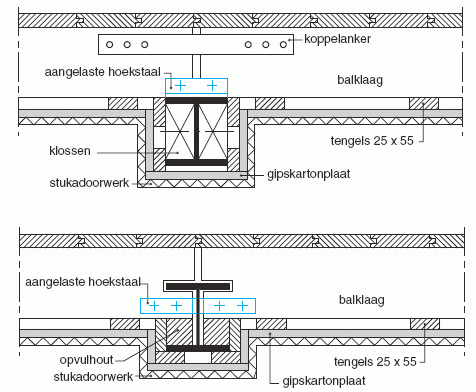 koppelanker
aangelaste hoekstaal
balklaag
tengels 25 x 55
klossen
gipskartonplaat
stukadoorwerk
aangelaste hoekstaal
balklaag
opvulhout
tengels 25 x 55
stukadoorwerk
gipskartonplaat